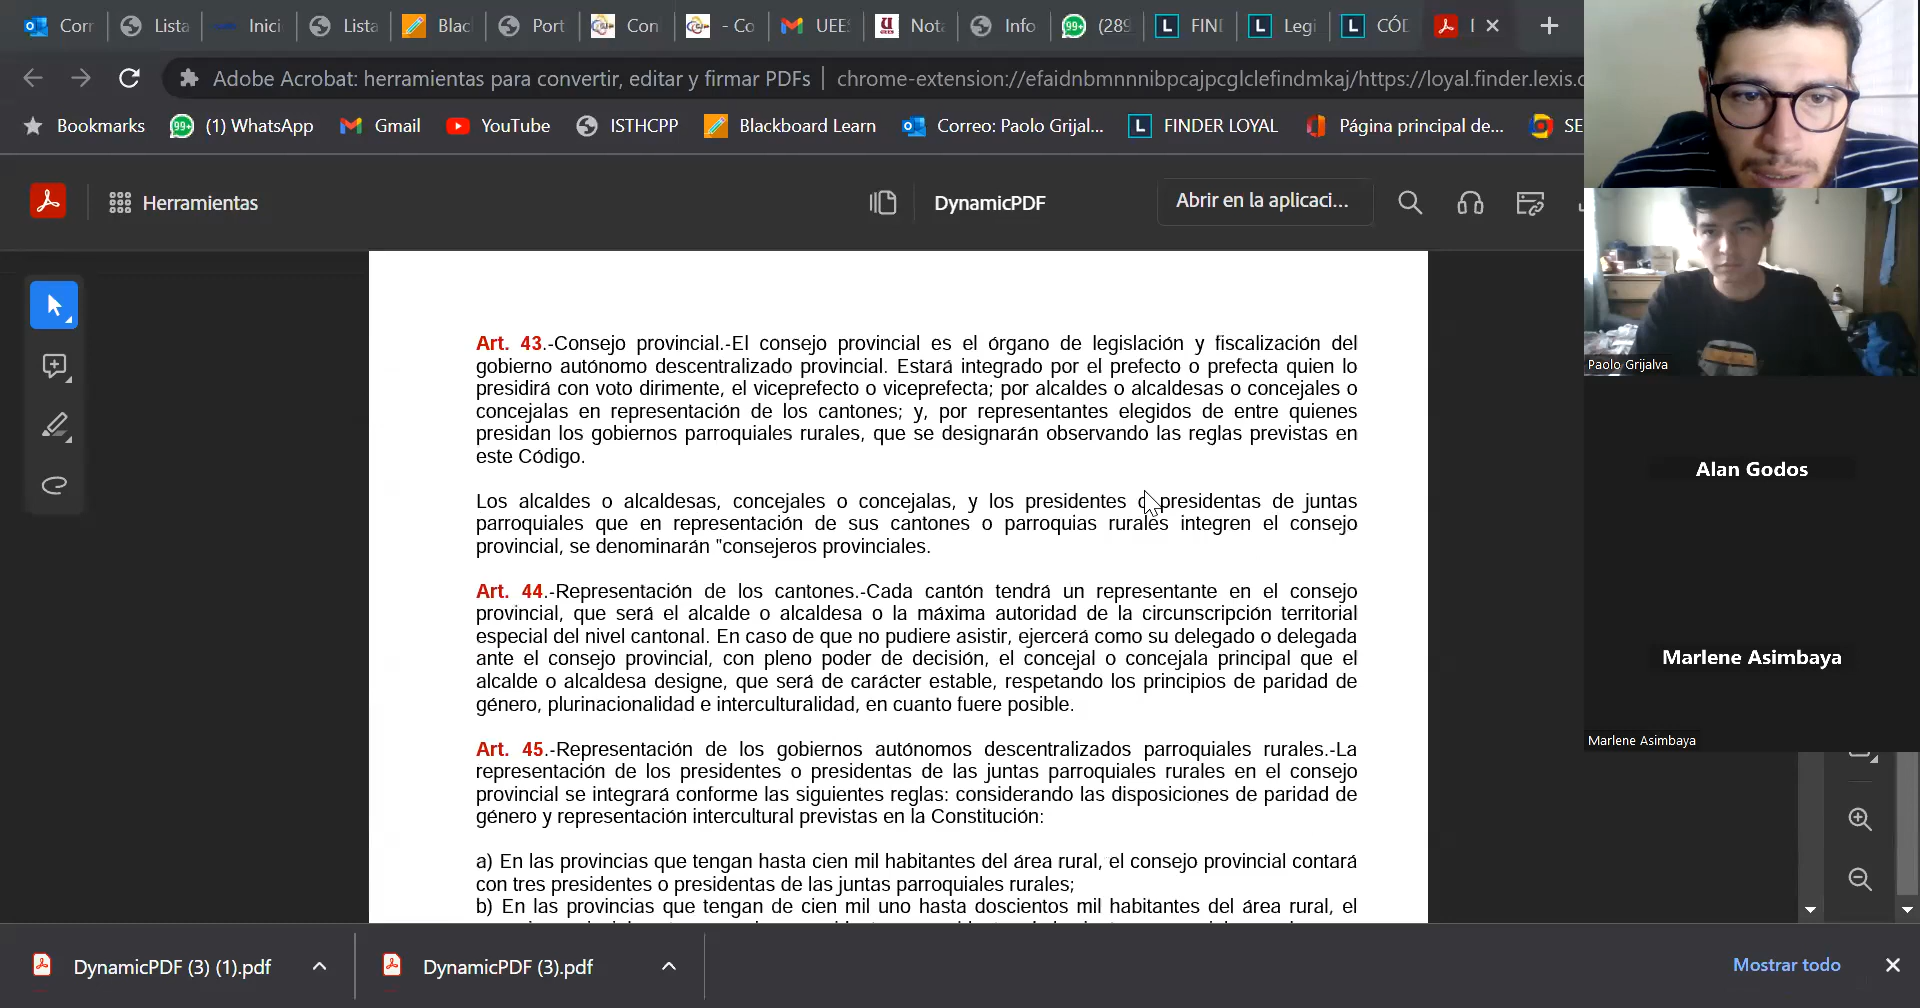 Corr
Lista
Inici
Lista
Blac
Port
Con
- Co
UEES
Nota
Info
(289
FIND
Legi
CÓD
Adobe Acrobat: herramientas para convertir, editar y firmar PDFs
chrome-extension://efaidnbmnnnibpcajpcglclefindmkaj/https://loyal.finder.lexis.c
Bookmarks
99+ (1) WhatsApp
Gmail
YouTube
ISTHCPP
Blackboard Learn
Correo: Paolo Grijal...
FINDER LOYAL
Página principal de...
SE
Herramientas
DynamicPDF
Abrir en la aplicaci...
Art. 43.-Consejo provincial.-El consejo provincial es el órgano de legislación y fiscalización del
gobierno autónomo descentralizado provincial. Estará integrado por el prefecto o prefecta quien lo
presidirá con voto dirimente, el viceprefecto o viceprefecta; por alcaldes o alcaldesas o concejales o
concejalas en representación de los cantones; y, por representantes elegidos de entre quienes
presidan los gobiernos parroquiales rurales, que se designarán observando las reglas previstas en
este Código.
Los alcaldes o alcaldesas, concejales o concejalas, y los presidentes o presidentas de juntas
parroquiales que en representación de sus cantones o parroquias rurales integren el consejo
provincial, se denominarán "consejeros provinciales.
Art. 44.-Representación de los cantones.-Cada cantón tendrá un representante en el consejo
provincial, que será el alcalde o alcaldesa o la máxima autoridad de la circunscripción territorial
especial del nivel cantonal. En caso de que no pudiere asistir, ejercerá como su delegado o delegada
ante el consejo provincial, con pleno poder de decisión, el concejal o concejala principal que el
alcalde o alcaldesa designe, que será de carácter estable, respetando los principios de paridad de
género, plurinacionalidad e interculturalidad, en cuanto fuere posible.
Art. 45.-Representación de los gobiernos autónomos descentralizados parroquiales rurales.-La
representación de los presidentes o presidentas de las juntas parroquiales rurales en el consejo
provincial se integrará conforme las siguientes reglas: considerando las disposiciones de paridad de
género y representación intercultural previstas en la Constitución:
a) En las provincias que tengan hasta cien mil habitantes del área rural, el consejo provincial contará
con tres presidentes o presidentas de las juntas parroquiales rurales;
b) En las provincias que tengan de cien mil uno hasta doscientos mil habitantes del área rural, el
Paolo Grijalva
Alan Godos
Marlene Asimbaya
Marlene Asimbaya
DynamicPDF (3) (1).pdf
DynamicPDF (3).pdf
Mostrar todo